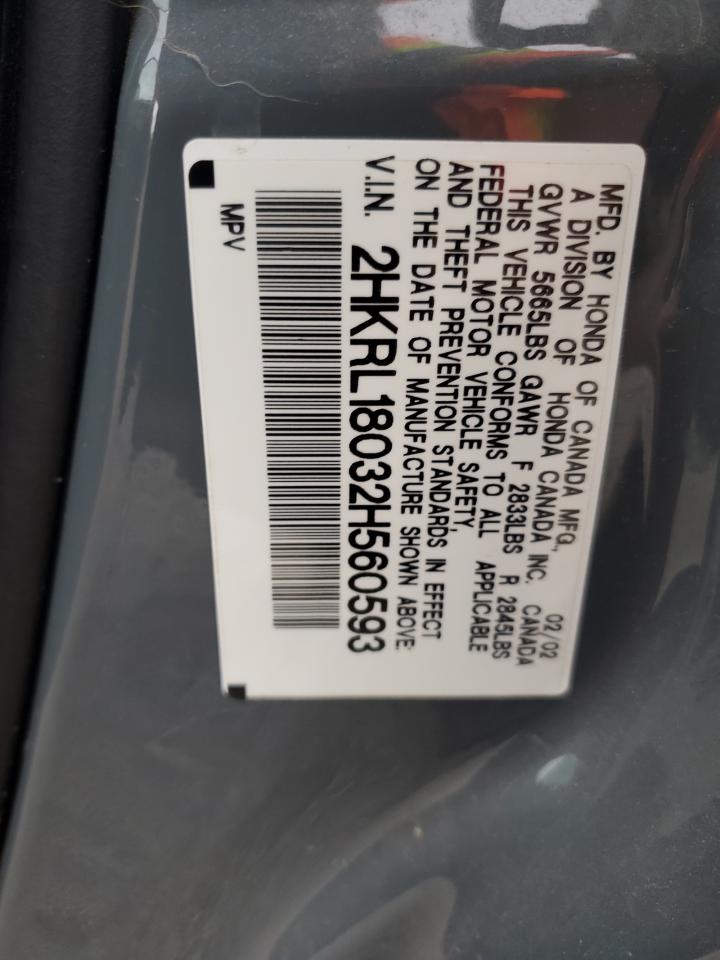 MFD. BY HONDA OF CANADA MFG., 02/02
A DIVISION OF HONDA CANADA INC. CANADA
GVWR 5665LBS GAWR F 2833LBS R 2845LBS
THIS VEHICLE CONFORMS TO ALL APPLICABLE
FEDERAL MOTOR VEHICLE SAFETY,
AND THEFT PREVENTION STANDARDS IN EFFECT
ON THE DATE OF MANUFACTURE SHOWN ABOVE:
V.I.N. 2HKRL18032H560593
MPV